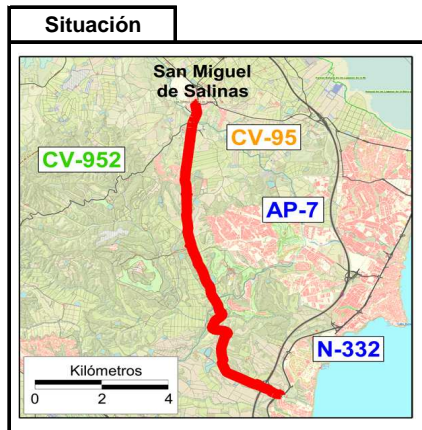 Situación
San Miguel
de Salinas
CV-95
CV-952
AP-7
N-332
Kilómetros
0 2 4